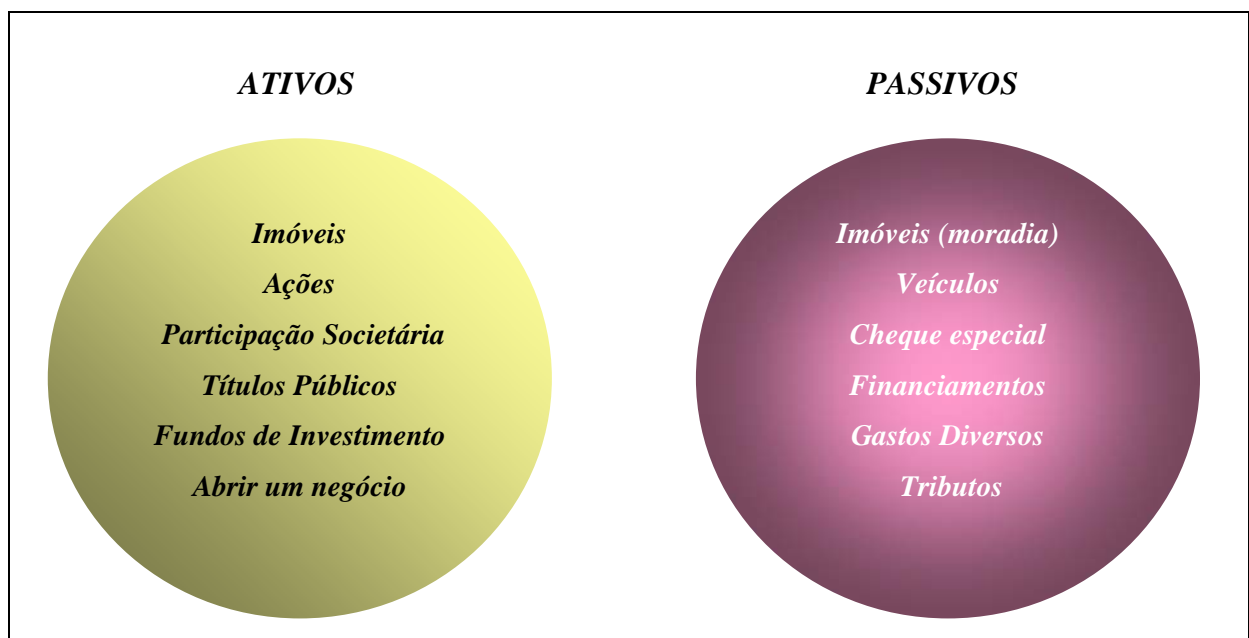 ATIVOS
Imóveis
Ações
Participação Societária
Títulos Públicos
Fundos de Investimento
Abrir um negócio
PASSIVOS
Imóveis (moradia)
Veículos
Cheque especial
Financiamentos
Gastos Diversos
Tributos